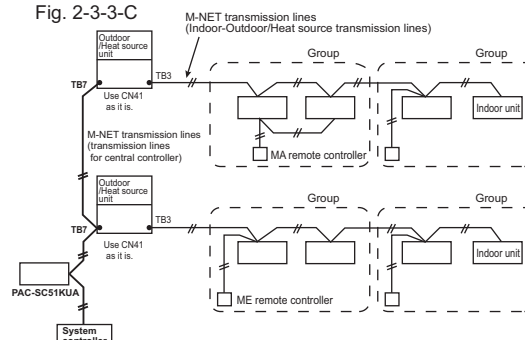 Fig. 2-3-3-C
M-NET transmission lines
(Indoor-Outdoor/Heat source transmission lines)
Outdoor
/Heat source
unit
TB3
TB7
Use CN41
as it is.
Group
Group
Indoor unit
MA remote controller
M-NET transmission lines
(transmission lines
for central controller)
Outdoor
/Heat source
unit
TB3
TB7
Use CN41
as it is.
Group
Group
Indoor unit
ME remote controller
PAC-SC51KUA
System
controller